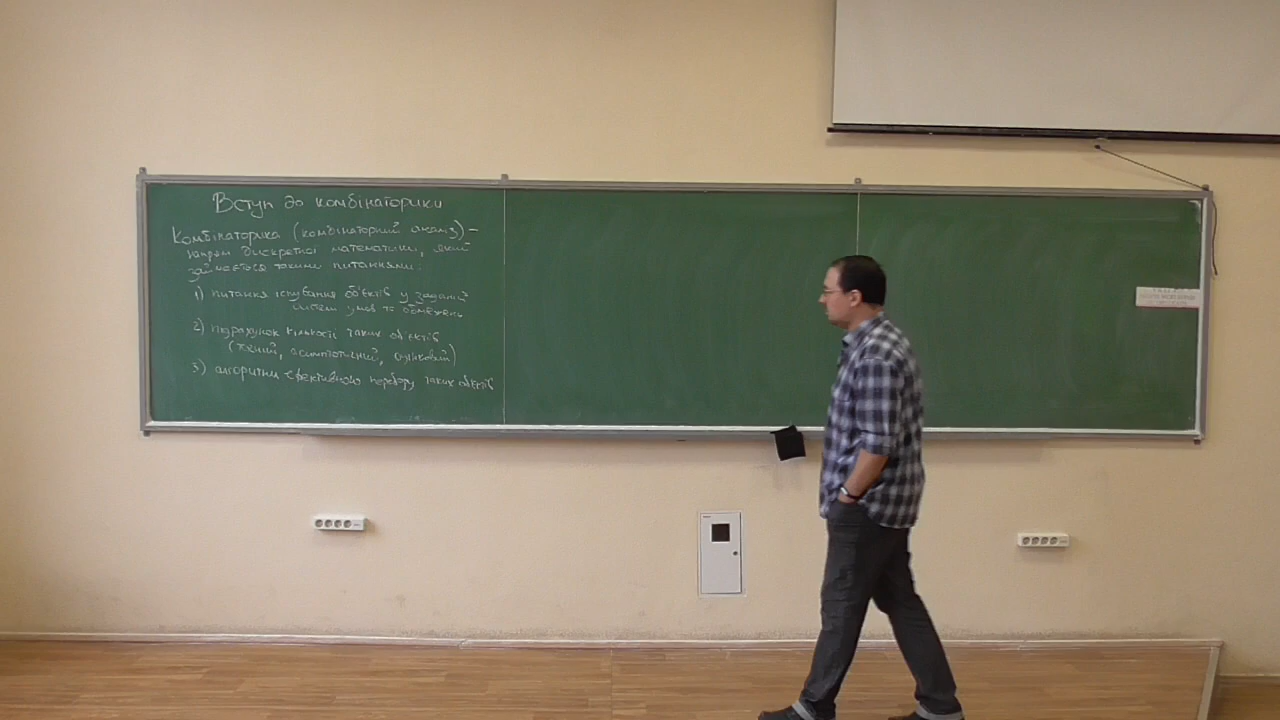 Вступ до комбінаторики
Комбінаторика (комбінаторний аналіз) –
напрям дискретної математики, який
займається такими питаннями:
1) питання існування об'єктів у заданій
системі умов та обмежень
2) підрахунок кількості таких об'єктів
(точний, асимптотичний, оцінковий)
3) алгоритми ефективного перебору таких об'єктів